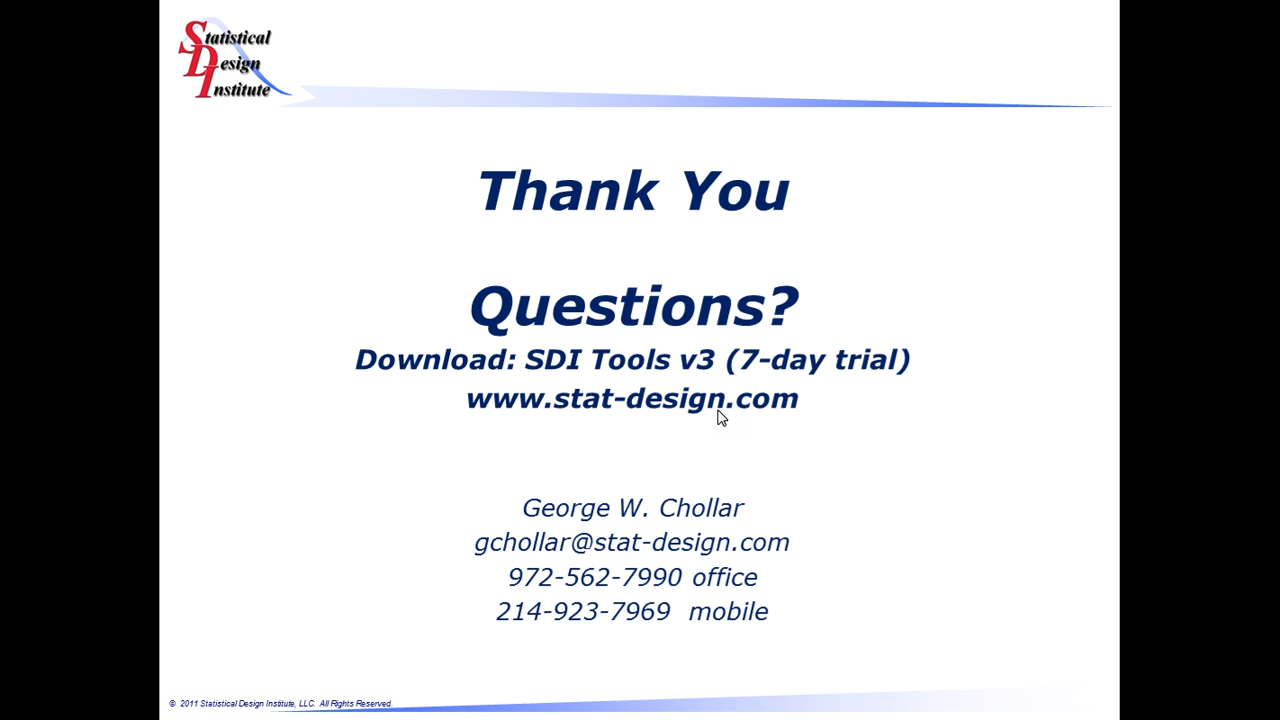 Statistical
Design
Institute
Thank You
Questions?
Download: SDI Tools v3 (7-day trial)
www.stat-design.com
George W. Chollar
gchollar@stat-design.com
972-562-7990 office
214-923-7969  mobile
© 2011 Statistical Design Institute, LLC.  All Rights Reserved.